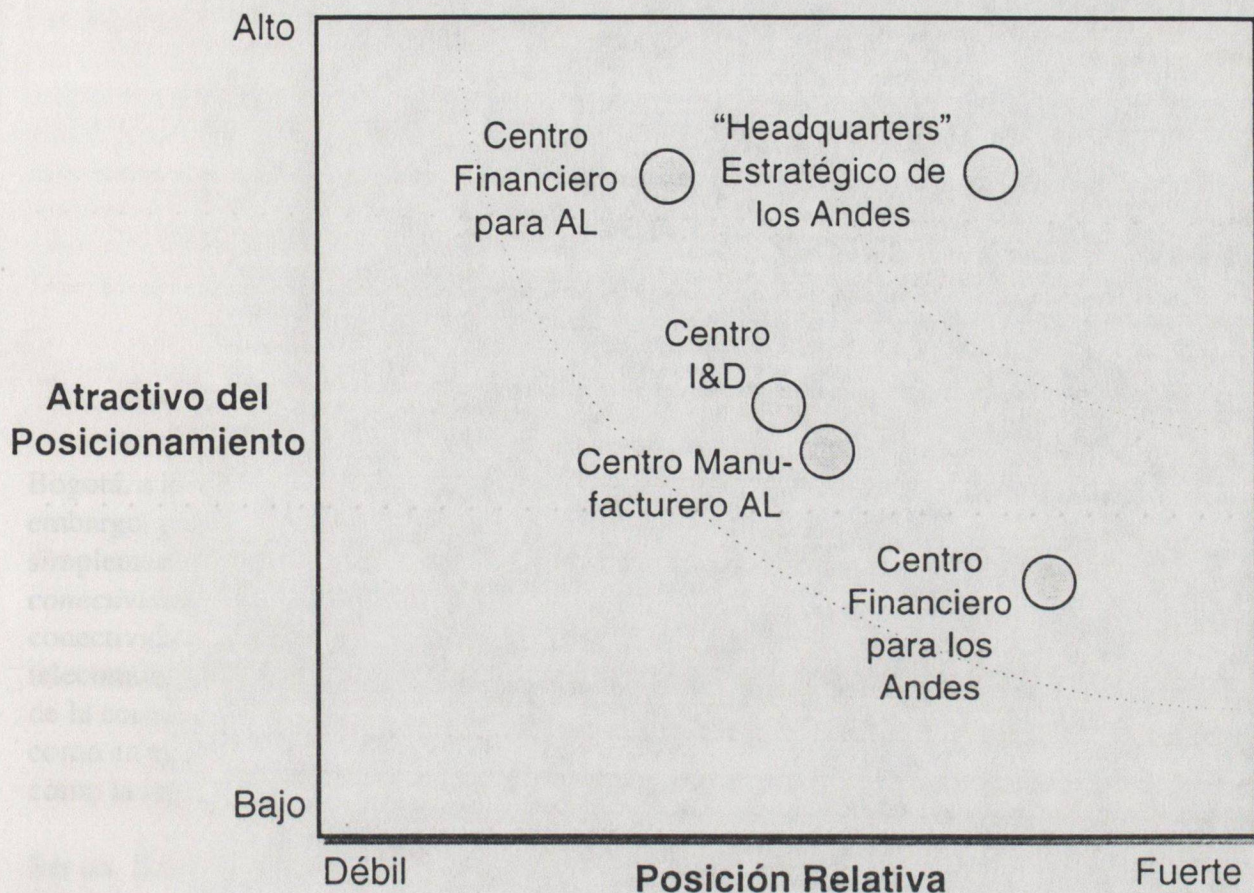 Alto
Centro
Financiero
para AL
“Headquarters”
Estratégico de
los Andes
Centro
I&D
Atractivo del
Posicionamiento
Centro Manu-
facturero AL
Centro
Financiero
para los
Andes
Bajo
Débil
Posición Relativa
Fuerte